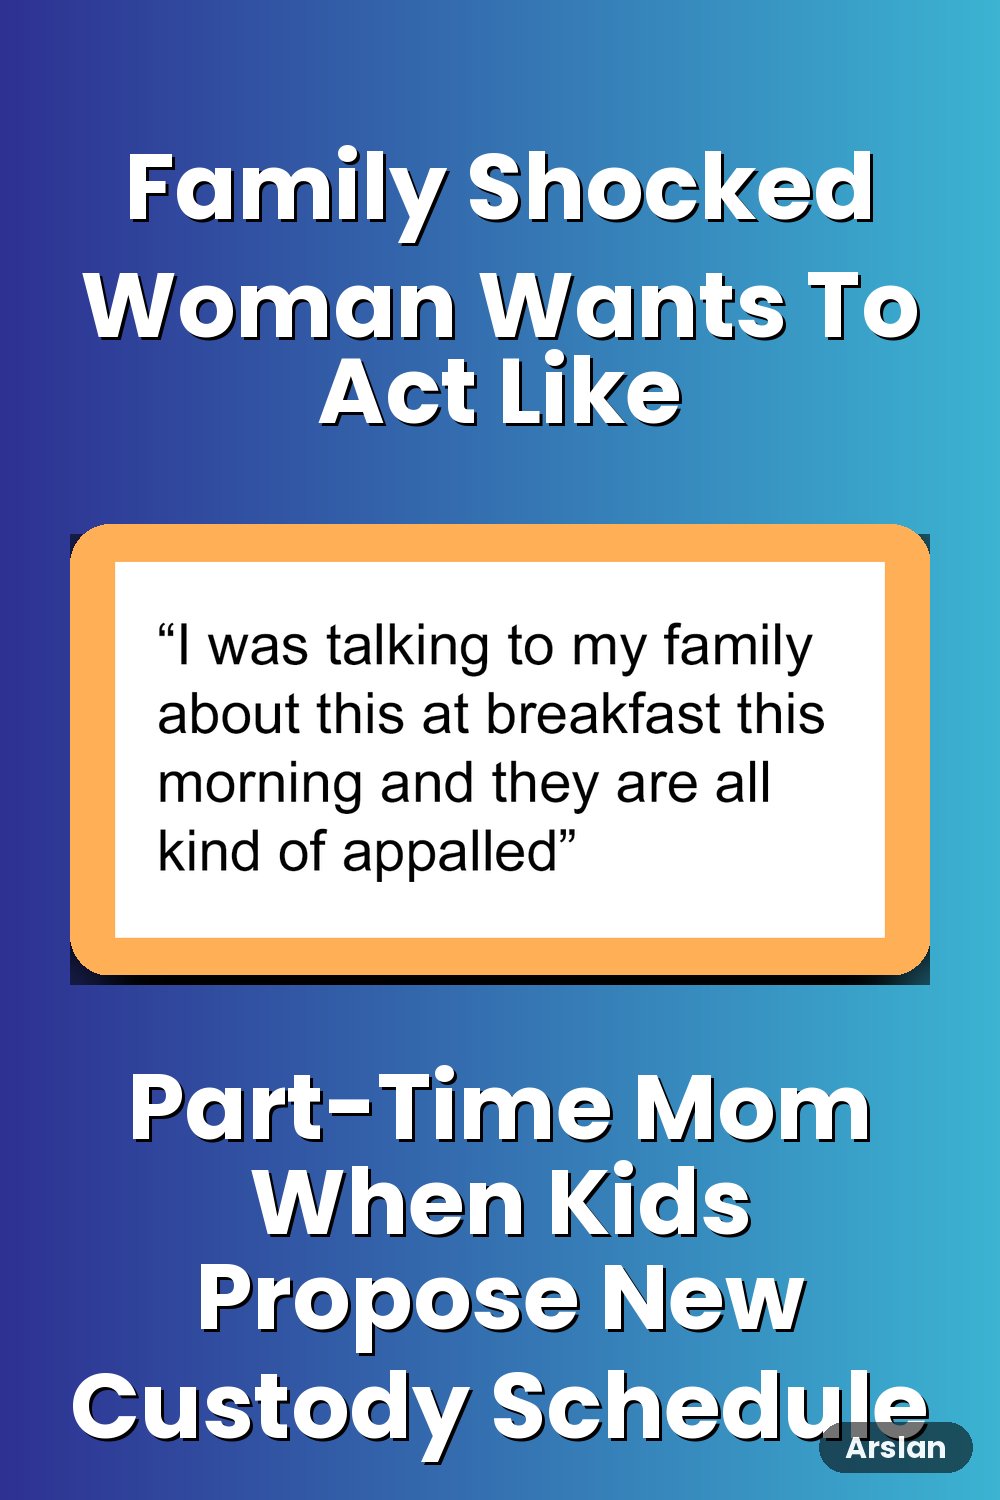 Family Shocked
Woman Wants To
Act Like
“I was talking to my family
about this at breakfast this
morning and they are all
kind of appalled”
Part-Time Mom
When Kids
Propose New
Custody Schedule
Arslan